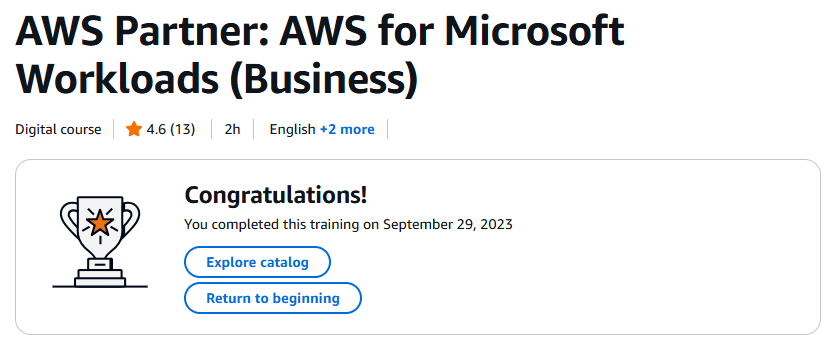 AWS Partner: AWS for Microsoft
Workloads (Business)
Digital course 4.6 (13) 2h English +2 more
Congratulations!
You completed this training on September 29, 2023
Explore catalog
Return to beginning